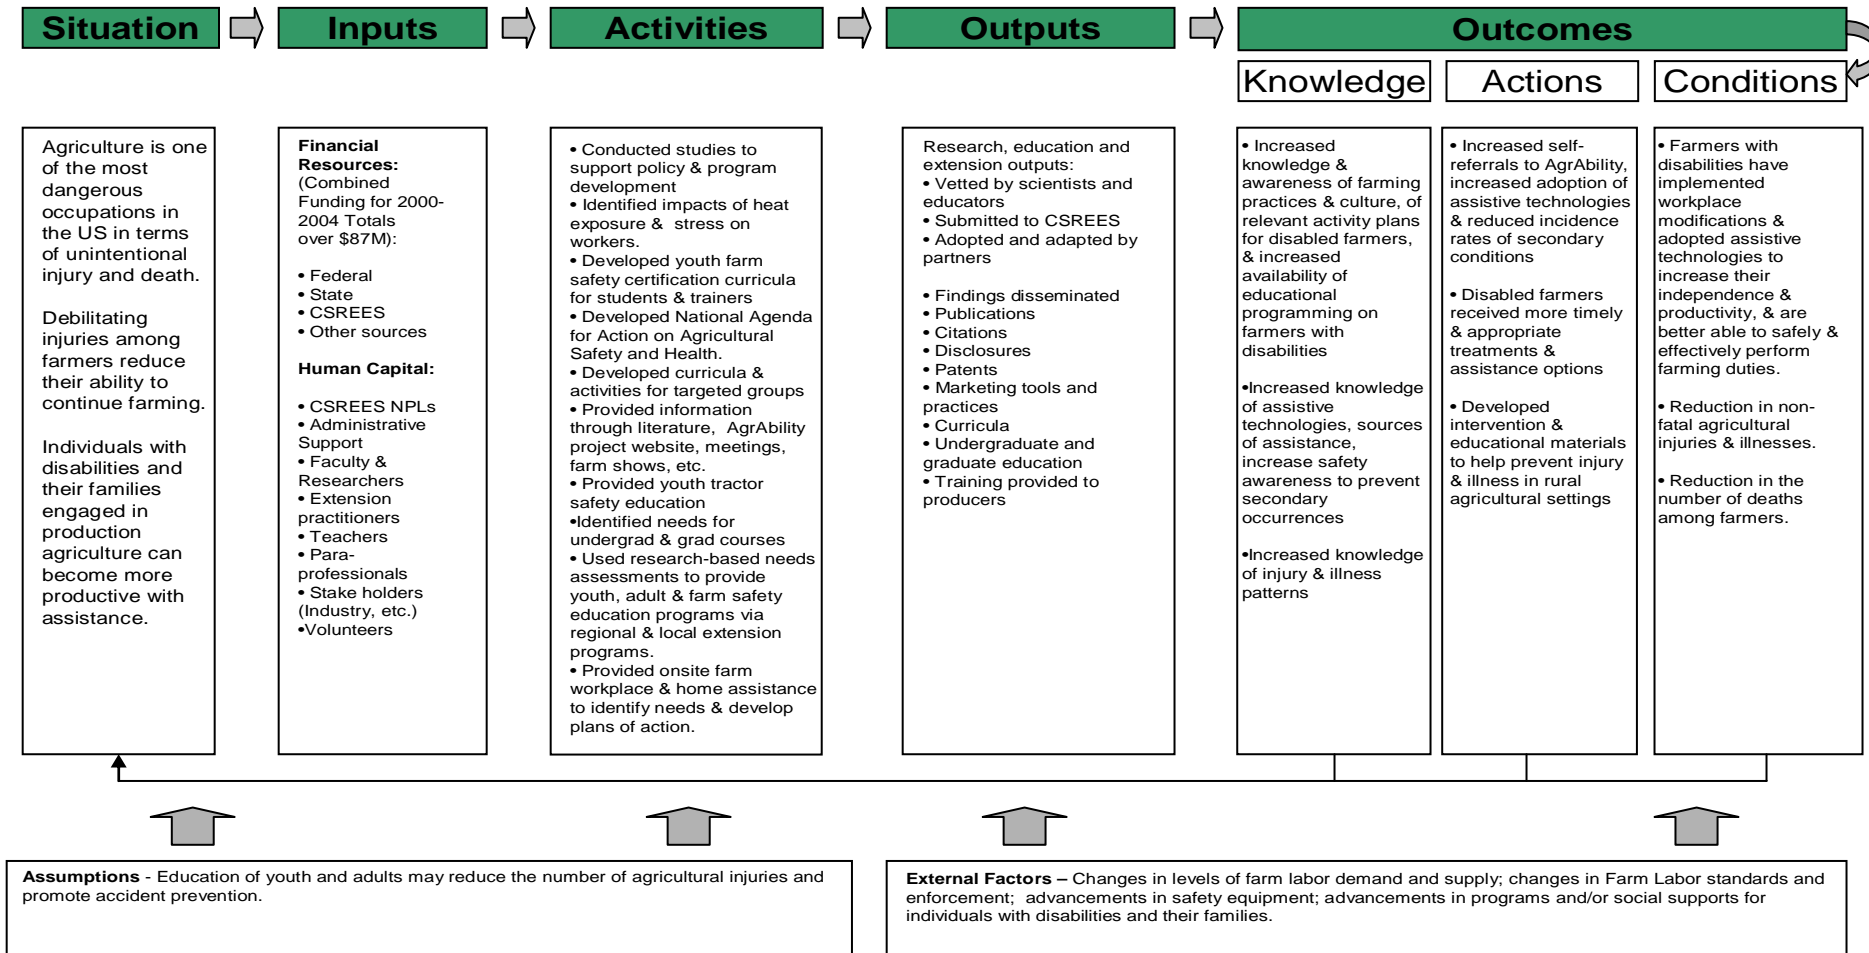 Situation
Inputs
Activities
Outputs
Outcomes
Knowledge
Actions
Conditions
Agriculture is one
of the most
dangerous
occupations in
the US in terms
of unintentional
injury and death.
Debilitating
injuries among
farmers reduce
their ability to
continue farming.
Individuals with
disabilities and
their families
engaged in
production
agriculture can
become more
productive with
assistance.
Financial
Resources:
(Combined
Funding for 2000-
2004 Totals
over $87M):
• Federal
• State
• CSREES
• Other sources
Human Capital:
• CSREES NPLs
• Administrative
Support
• Faculty &
Researchers
• Extension
practitioners
• Teachers
• Para-
professionals
• Stake holders
(Industry, etc.)
•Volunteers
• Conducted studies to
support policy & program
development
• Identified impacts of heat
exposure & stress on
workers.
• Developed youth farm
safety certification curricula
for students & trainers
• Developed National Agenda
for Action on Agricultural
Safety and Health.
• Developed curricula &
activities for targeted groups
• Provided information
through literature, AgrAbility
project website, meetings,
farm shows, etc.
• Provided youth tractor
safety education
•Identified needs for
undergrad & grad courses
• Used research-based needs
assessments to provide
youth, adult & farm safety
education programs via
regional & local extension
programs.
• Provided onsite farm
workplace & home assistance
to identify needs & develop
plans of action.
Research, education and
extension outputs:
• Vetted by scientists and
educators
• Submitted to CSREES
• Adopted and adapted by
partners
• Findings disseminated
• Publications
• Citations
• Disclosures
• Patents
• Marketing tools and
practices
• Curricula
• Undergraduate and
graduate education
• Training provided to
producers
• Increased
knowledge &
awareness of farming
practices & culture, of
relevant activity plans
for disabled farmers,
& increased
availability of
educational
programming on
farmers with
disabilities
•Increased knowledge
of assistive
technologies, sources
of assistance,
increase safety
awareness to prevent
secondary
occurrences
•Increased knowledge
of injury & illness
patterns
• Increased self-
referrals to AgrAbility,
increased adoption of
assistive technologies
& reduced incidence
rates of secondary
conditions
• Disabled farmers
received more timely
& appropriate
treatments &
assistance options
• Developed
intervention &
educational materials
to help prevent injury
& illness in rural
agricultural settings
• Farmers with
disabilities have
implemented
workplace
modifications &
adopted assistive
technologies to
increase their
independence &
productivity, & are
better able to safely &
effectively perform
farming duties.
• Reduction in non-
fatal agricultural
injuries & illnesses.
• Reduction in the
number of deaths
among farmers.
Assumptions - Education of youth and adults may reduce the number of agricultural injuries and
promote accident prevention.
External Factors – Changes in levels of farm labor demand and supply; changes in Farm Labor standards and
enforcement; advancements in safety equipment; advancements in programs and/or social supports for
individuals with disabilities and their families.